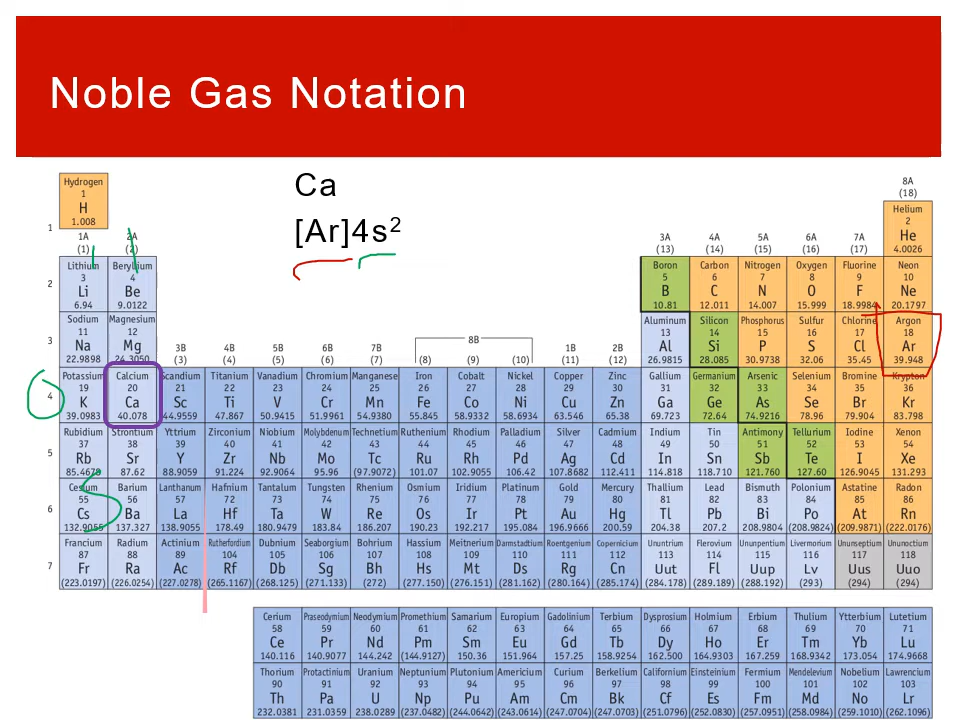 Noble Gas Notation
Ca
[Ar]4s²
Hydrogen
1
H
1.008
8A
(18)
Helium
2
He
4.0026
1
1A 2A 3A 4A 5A 6A 7A
(1) (2) (13) (14) (15) (16) (17)
Lithium Beryllium Boron Carbon Nitrogen Oxygen Fluorine Neon
3 4 5 6 7 8 9 10
2 Li Be B C N O F Ne
6.94 9.0122 10.81 12.011 14.007 15.999 18.9984 20.1797
Sodium Magnesium Aluminum Silicon Phosphorus Sulfur Chlorine Argon
11 12 13 14 15 16 17 18
3 Na Mg Al Si P S Cl Ar
22.9898 24.3050 26.9815 28.085 30.9738 32.06 35.45 39.948
3B 4B 5B 6B 7B 8B 1B 2B
(3) (4) (5) (6) (7) (8) (9) (10) (11) (12)
Potassium Calcium Scandium Titanium Vanadium Chromium Manganese Iron Cobalt Nickel Copper Zinc Gallium Germanium Arsenic Selenium Bromine Krypton
19 20 21 22 23 24 25 26 27 28 29 30 31 32 33 34 35 36
4 K Ca Sc Ti V Cr Mn Fe Co Ni Cu Zn Ga Ge As Se Br Kr
39.0983 40.078 44.9559 47.867 50.9415 51.9961 54.9380 55.845 58.9332 58.6934 63.546 65.38 69.723 72.64 74.9216 78.96 79.904 83.798
Rubidium Strontium Yttrium Zirconium Niobium Molybdenum Technetium Ruthenium Rhodium Palladium Silver Cadmium Indium Tin Antimony Tellurium Iodine Xenon
37 38 39 40 41 42 43 44 45 46 47 48 49 50 51 52 53 54
5 Rb Sr Y Zr Nb Mo Tc Ru Rh Pd Ag Cd In Sn Sb Te I Xe
85.4678 87.62 88.9059 91.224 92.9064 95.96 (97.9072) 101.07 102.9055 106.42 107.8682 112.411 114.818 118.710 121.760 127.60 126.9045 131.293
Cesium Barium Lanthanum Hafnium Tantalum Tungsten Rhenium Osmium Iridium Platinum Gold Mercury Thallium Lead Bismuth Polonium Astatine Radon
55 56 57 72 73 74 75 76 77 78 79 80 81 82 83 84 85 86
6 Cs Ba La Hf Ta W Re Os Ir Pt Au Hg Tl Pb Bi Po At Rn
132.9055 137.327 138.9055 178.49 180.9479 183.84 186.207 190.23 192.217 195.084 196.9666 200.59 204.38 207.2 208.9804 (208.9824) (209.9871) (222.0176)
Francium Radium Actinium Rutherfordium Dubnium Seaborgium Bohrium Hassium Meitnerium Darmstadtium Roentgenium Copernicium Ununtrium Flerovium Ununpentium Livermorium Ununseptium Ununoctium
87 88 89 104 105 106 107 108 109 110 111 112 113 114 115 116 117 118
7 Fr Ra Ac Rf Db Sg Bh Hs Mt Ds Rg Cn Uut Fl Uup Lv Uus Uuo
(223.0197) (226.0254) (227.0278) (265.1167) (268.125) (271.133) (272) (277.150) (276.151) (281.162) (280.164) (285.174) (284.178) (289.189) (288.192) (293) (294) (294)
Cerium Praseodymium Neodymium Promethium Samarium Europium Gadolinium Terbium Dysprosium Holmium Erbium Thulium Ytterbium Lutetium
58 59 60 61 62 63 64 65 66 67 68 69 70 71
Ce Pr Nd Pm Sm Eu Gd Tb Dy Ho Er Tm Yb Lu
140.116 140.9077 144.242 (144.9127) 150.36 151.964 157.25 158.9254 162.500 164.9303 167.259 168.9342 173.054 174.9668
Thorium Protactinium Uranium Neptunium Plutonium Americium Curium Berkelium Californium Einsteinium Fermium Mendelevium Nobelium Lawrencium
90 91 92 93 94 95 96 97 98 99 100 101 102 103
Th Pa U Np Pu Am Cm Bk Cf Es Fm Md No Lr
232.0381 231.0359 238.0289 (237.0482) (244.0642) (243.0614) (247.0704) (247.0703) (251.0796) (252.0830) (257.0951) (258.0984) (259.1010) (262.1096)